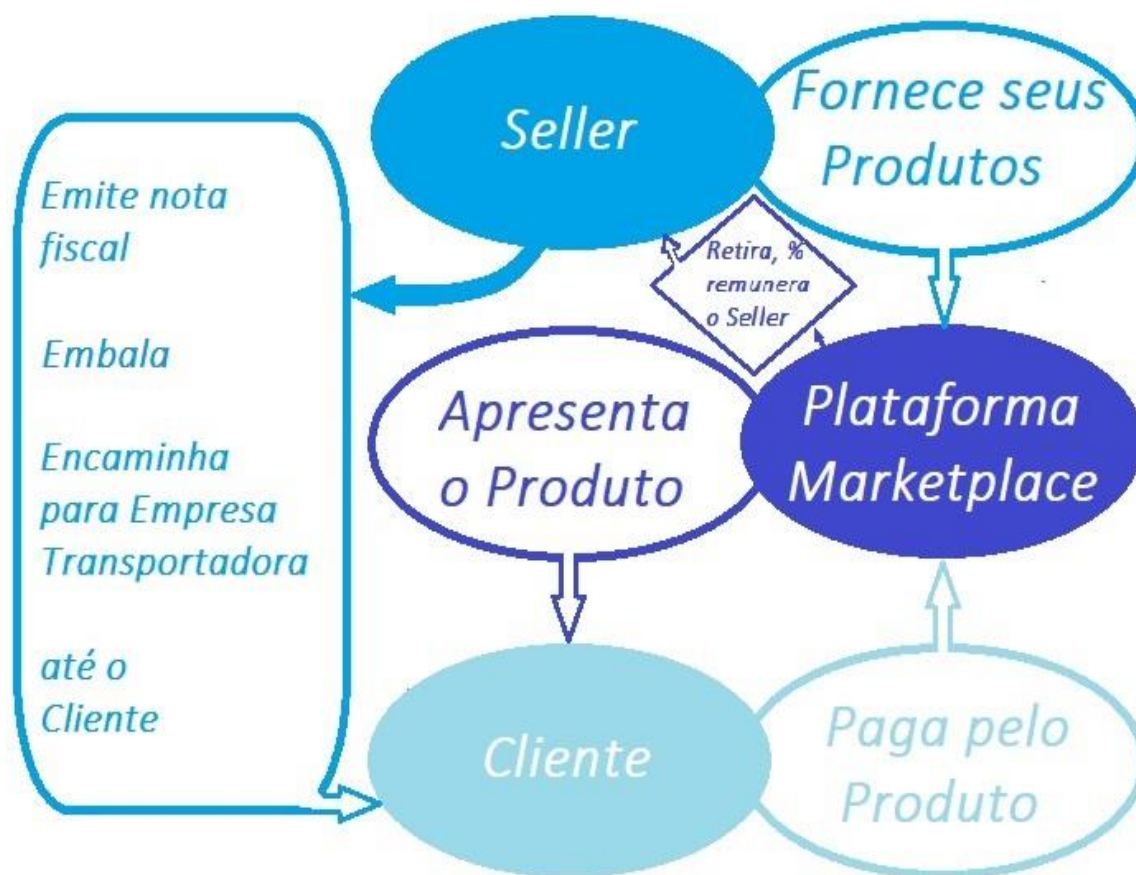 Seller
Fornece seus
Produtos
Emite nota
fiscal
Embala
Encaminha
para Empresa
Transportadora
até o
Cliente
Retira, %
remunera
o Seller
Apresenta
o Produto
Plataforma
Marketplace
Cliente
Paga pelo
Produto